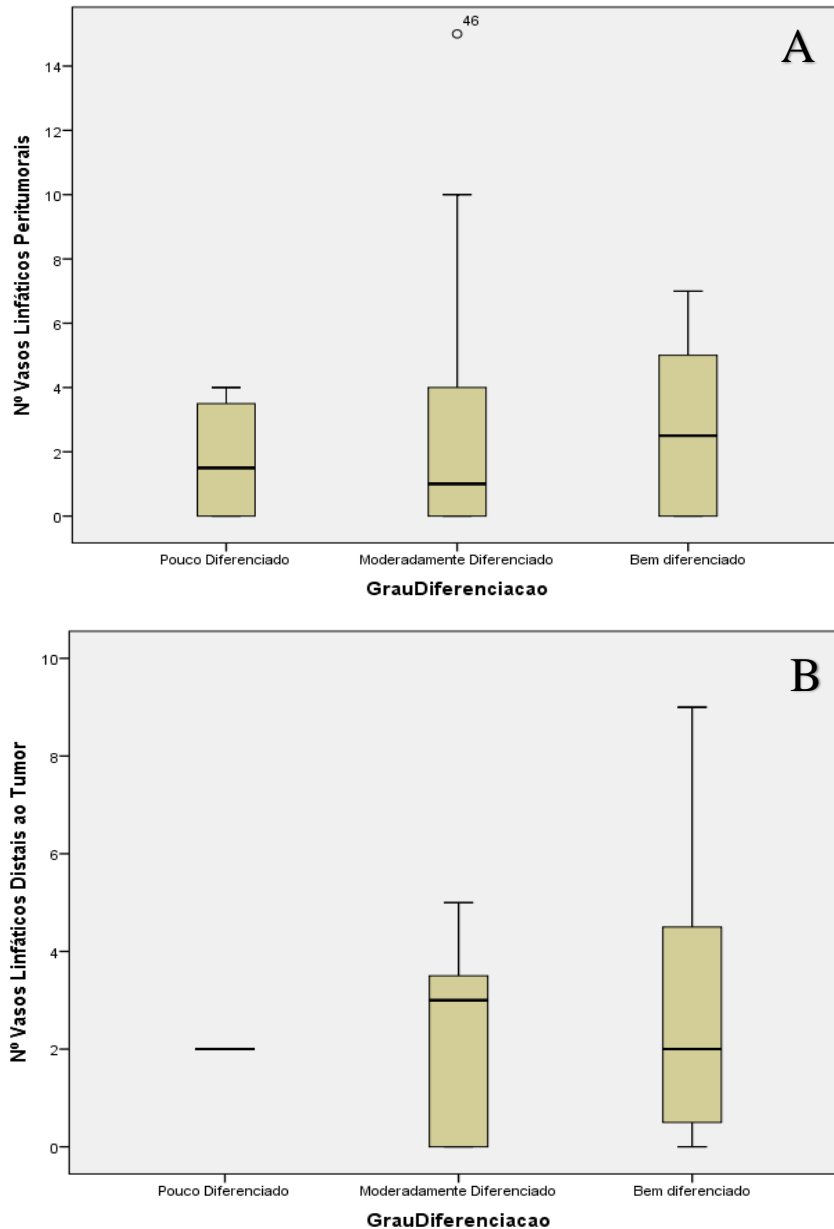 46
A
14
12
10
8
6
4
2
0
Nº Vasos Linfáticos Peritumorais
Pouco Diferenciado Moderadamente Diferenciado Bem diferenciado
GrauDiferenciacao
B
10
8
6
4
2
0
Nº Vasos Linfáticos Distais ao Tumor
Pouco Diferenciado Moderadamente Diferenciado Bem diferenciado
GrauDiferenciacao